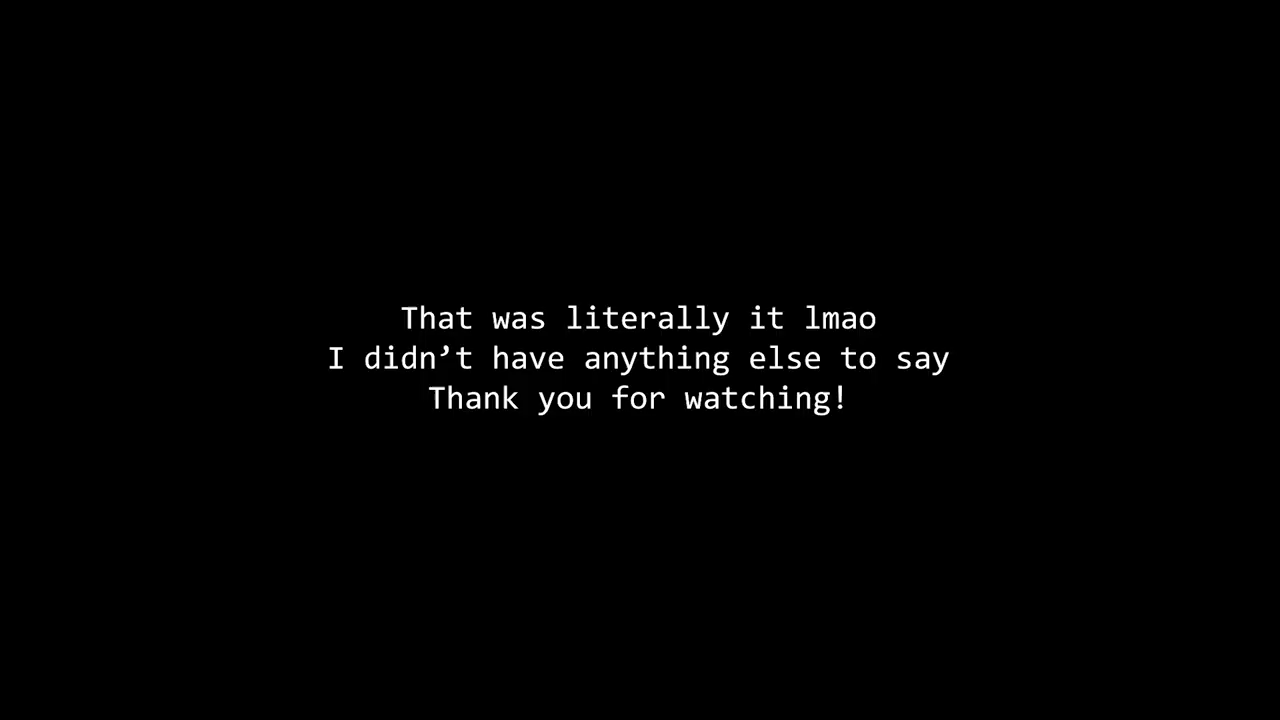 That was literally it lmao
I didn’t have anything else to say
Thank you for watching!